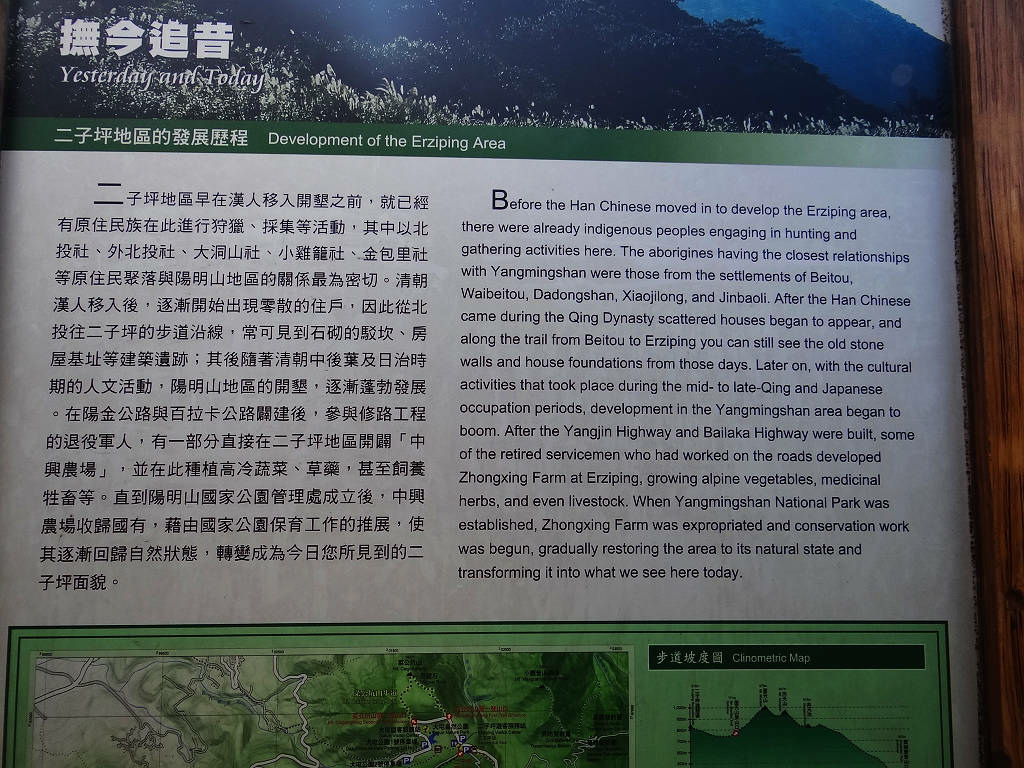 撫今追昔
Yesterday and Today
二子坪地區的發展歷程 Development of the Erziping Area
二子坪地區早在漢人移入開墾之前，就已經
有原住民族在此進行狩獵、採集等活動，其中以北
投社、外北投社、大洞山社、小雞籠社、金包里社
等原住民聚落與陽明山地區的關係最為密切。清朝
漢人移入後，逐漸開始出現零散的住戶，因此從北
投往二子坪的步道沿線，常可見到石砌的駁坎、房
屋基址等建築遺跡；其後隨著清朝中後葉及日治時
期的人文活動，陽明山地區的開墾，逐漸蓬勃發展
。在陽金公路與百拉卡公路闢建後，參與修路工程
的退役軍人，有一部分直接在二子坪地區開闢「中
興農場」，並在此種植高冷蔬菜、草藥，甚至飼養
牲畜等。直到陽明山國家公園管理處成立後，中興
農場收歸國有，藉由國家公園保育工作的推展，使
其逐漸回歸自然狀態，轉變成為今日您所見到的二
子坪面貌。
Before the Han Chinese moved in to develop the Erziping area,
there were already indigenous peoples engaging in hunting and
gathering activities here. The aborigines having the closest relationships
with Yangmingshan were those from the settlements of Beitou,
Waibeitou, Dadongshan, Xiaojilong, and Jinbaoli. After the Han Chinese
came during the Qing Dynasty scattered houses began to appear, and
along the trail from Beitou to Erziping you can still see the old stone
walls and house foundations from those days. Later on, with the cultural
activities that took place during the mid- to late-Qing and Japanese
occupation periods, development in the Yangmingshan area began to
boom. After the Yangjin Highway and Bailaka Highway were built, some
of the retired servicemen who had worked on the roads developed
Zhongxing Farm at Erziping, growing alpine vegetables, medicinal
herbs, and even livestock. When Yangmingshan National Park was
established, Zhongxing Farm was expropriated and conservation work
was begun, gradually restoring the area to its natural state and
transforming it into what we see here today.
步道坡度圖 Clinometric Map